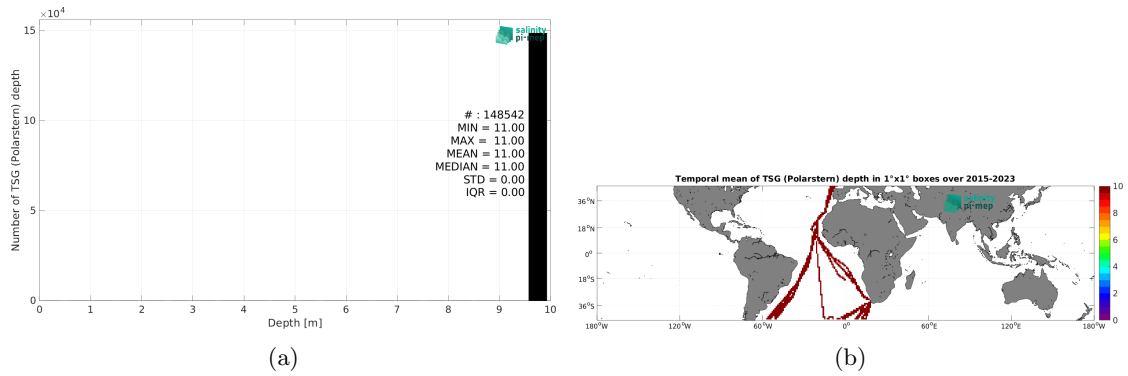 ×10⁴
15
10
5
0
Number of TSG (Polarstern) depth
salinity
pi-mep
# : 148542
MIN = 11.00
MAX = 11.00
MEAN = 11.00
MEDIAN = 11.00
STD = 0.00
IQR = 0.00
0 1 2 3 4 5 6 7 8 9 10
Depth [m]
(a)
Temporal mean of TSG (Polarstern) depth in 1°x1° boxes over 2015-2023
salinity
pi-mep
36°N
18°N
0°
18°S
36°S
180°W 120°W 60°W 0° 60°E 120°E 180°W
10
8
6
4
2
0
(b)